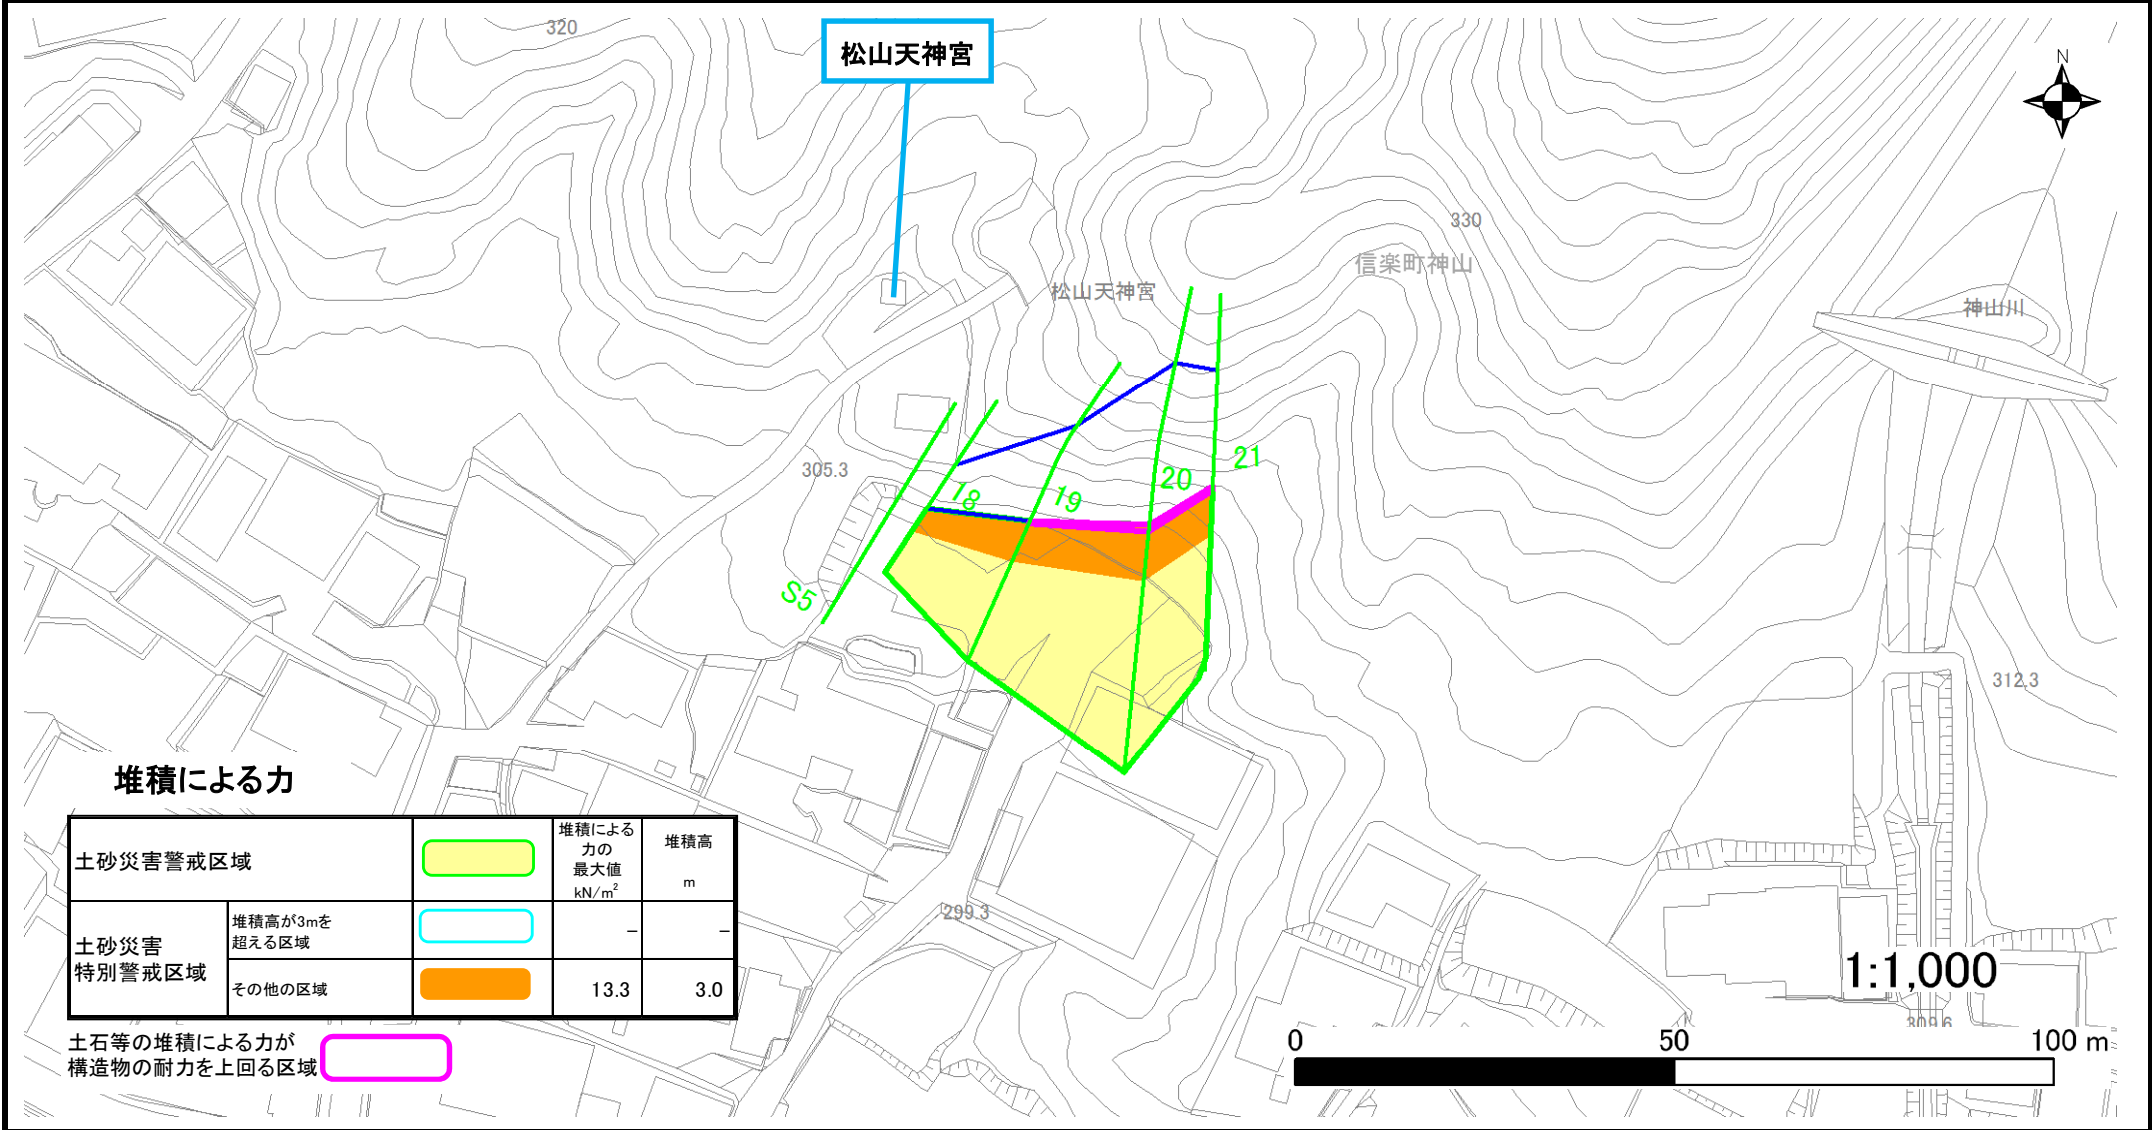 320
松山天神宮
N
330
信楽町神山
松山天神宮
神山川
305.3
18
19
20
21
S5
312.3
299.3
309.6
堆積による力
土砂災害警戒区域
堆積による
力の
最大値
kN/m²
堆積高
m
土砂災害
特別警戒区域
堆積高が3mを
超える区域
-
-
その他の区域
13.3
3.0
土石等の堆積による力が
構造物の耐力を上回る区域
1:1,000
0
50
100 m